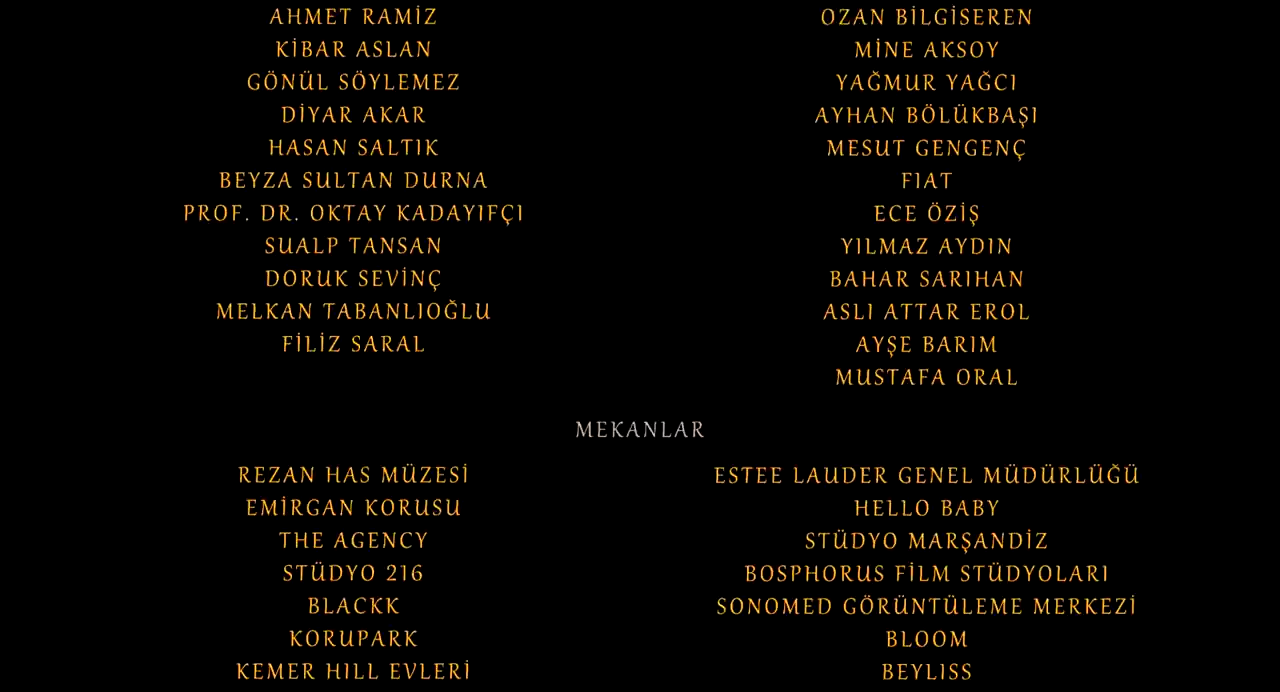 AHMET RAMİZ
KİBAR ASLAN
GÖNÜL SÖYLEMEZ
DİYAR AKAR
HASAN SALTIK
BEYZA SULTAN DURNA
PROF. DR. OKTAY KADAYIFÇI
SUALP TANSAN
DORUK SEVİNÇ
MELKAN TABANLIOĞLU
FİLİZ SARAL
OZAN BİLGİSEREN
MİNE AKSOY
YAĞMUR YAĞCI
AYHAN BÖLÜKBAŞI
MESUT GENGENÇ
FIAT
ECE ÖZİŞ
YILMAZ AYDIN
BAHAR SARIHAN
ASLI ATTAR EROL
AYŞE BARIM
MUSTAFA ORAL
MEKANLAR
REZAN HAS MÜZESİ
EMİRGAN KORUSU
THE AGENCY
STÜDYO 216
BLACKK
KORUPARK
KEMER HILL EVLERİ
ESTEE LAUDER GENEL MÜDÜRLÜĞÜ
HELLO BABY
STÜDYO MARŞANDİZ
BOSPHORUS FİLM STÜDYOLARI
SONOMED GÖRÜNTÜLEME MERKEZİ
BLOOM
BEYLISS